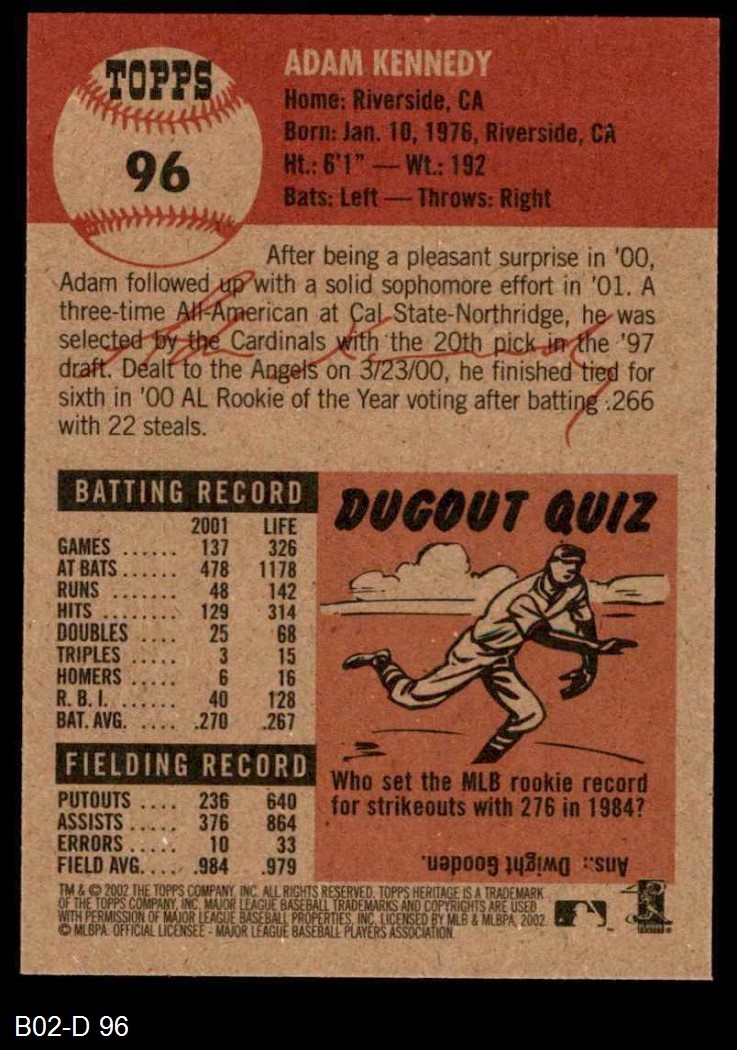 TOPPS
96
ADAM KENNEDY
Home: Riverside, CA
Born: Jan. 10, 1976, Riverside, CA
Ht.: 6'1" — Wt.: 192
Bats: Left — Throws: Right
After being a pleasant surprise in '00,
Adam followed up with a solid sophomore effort in '01. A
three-time All-American at Cal State-Northridge, he was
selected by the Cardinals with the 20th pick in the '97
draft. Dealt to the Angels on 3/23/00, he finished tied for
sixth in '00 AL Rookie of the Year voting after batting .266
with 22 steals.
BATTING RECORD
2001 LIFE
GAMES ...... 137 326
AT BATS ...... 478 1178
RUNS ...... 48 142
HITS ........ 129 314
DOUBLES .... 25 68
TRIPLES .... 3 15
HOMERS .... 6 16
R. B. I. ...... 40 128
BAT. AVG. .... .270 .267
FIELDING RECORD
PUTOUTS .... 236 640
ASSISTS .... 376 864
ERRORS .... 10 33
FIELD AVG. ... .984 .979
DUGOUT QUIZ
Who set the MLB rookie record
for strikeouts with 276 in 1984?
Ans.: Dwight Gooden.
TM & © 2002 THE TOPPS COMPANY, INC. ALL RIGHTS RESERVED. TOPPS HERITAGE IS A TRADEMARK
OF THE TOPPS COMPANY, INC. MAJOR LEAGUE BASEBALL TRADEMARKS AND COPYRIGHTS ARE USED
WITH PERMISSION OF MAJOR LEAGUE BASEBALL PROPERTIES, INC. LICENSED BY MLB & MLBPA, 2002.
© MLBPA. OFFICIAL LICENSEE - MAJOR LEAGUE BASEBALL PLAYERS ASSOCIATION.
B02-D 96